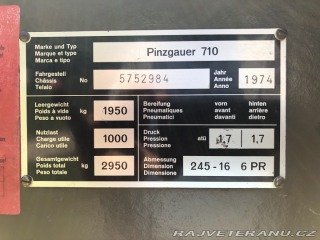 Marke und Typ
Marque et type
Marca e tipo
Pinzgauer 710
Fahrgestell
Châssis No
Telaio
5752984
Jahr
Année
Anno
1974
Leergewicht
Poids à vide kg
Peso a vuoto
1950
Bereifung vorn hinten
Pneumatiques avant arrière
Pneumatici davanti dietro
Nutzlast
Charge utile kg
Carico utile
1000
Druck
Pression atü
Pressione
1,7 1,7
Gesamtgewicht
Poids total kg
Peso totale
2950
Abmessung
Dimension
Dimensione
245-16 6 PR
RAJVETERANU.CZ